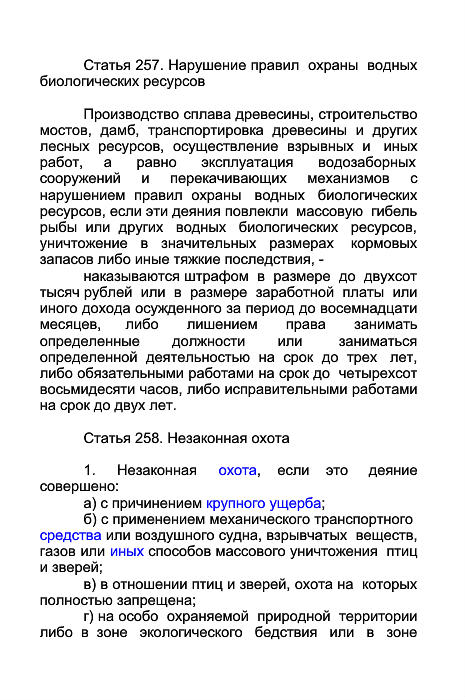 Статья 257. Нарушение правил охраны водных
биологических ресурсов
Производство сплава древесины, строительство
мостов, дамб, транспортировка древесины и других
лесных ресурсов, осуществление взрывных и иных
работ, а равно эксплуатация водозаборных
сооружений и перекачивающих механизмов с
нарушением правил охраны водных биологических
ресурсов, если эти деяния повлекли массовую гибель
рыбы или других водных биологических ресурсов,
уничтожение в значительных размерах кормовых
запасов либо иные тяжкие последствия, -
наказываются штрафом в размере до двухсот
тысяч рублей или в размере заработной платы или
иного дохода осужденного за период до восемнадцати
месяцев, либо лишением права занимать
определенные должности или заниматься
определенной деятельностью на срок до трех лет,
либо обязательными работами на срок до четырехсот
восьмидесяти часов, либо исправительными работами
на срок до двух лет.
Статья 258. Незаконная охота
1. Незаконная охота, если это деяние
совершено:
а) с причинением крупного ущерба;
б) с применением механического транспортного
средства или воздушного судна, взрывчатых веществ,
газов или иных способов массового уничтожения птиц
и зверей;
в) в отношении птиц и зверей, охота на которых
полностью запрещена;
г) на особо охраняемой природной территории
либо в зоне экологического бедствия или в зоне